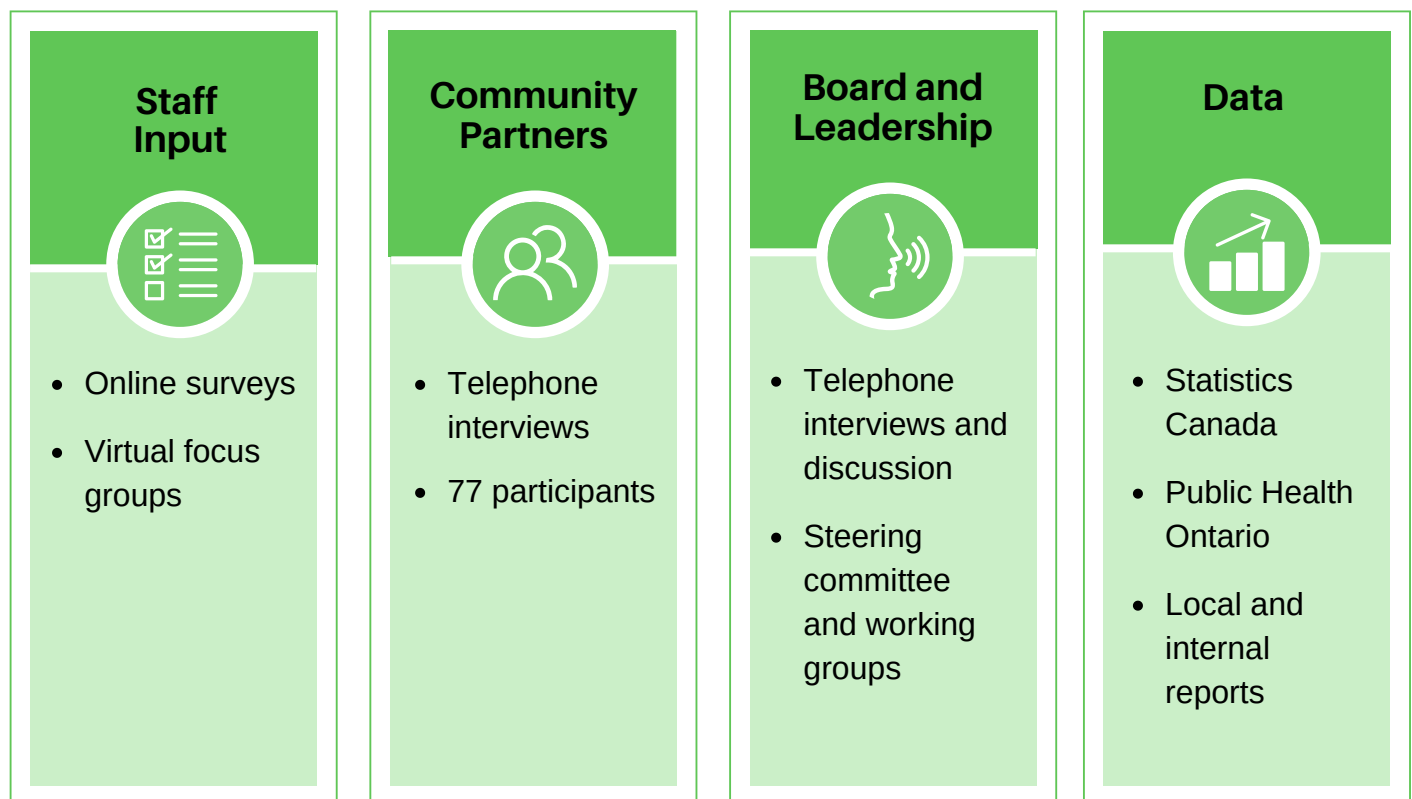 Staff
Input
• Online surveys
• Virtual focus
groups
Community
Partners
• Telephone
interviews
• 77 participants
Board and
Leadership
• Telephone
interviews and
discussion
• Steering
committee
and working
groups
Data
• Statistics
Canada
• Public Health
Ontario
• Local and
internal
reports